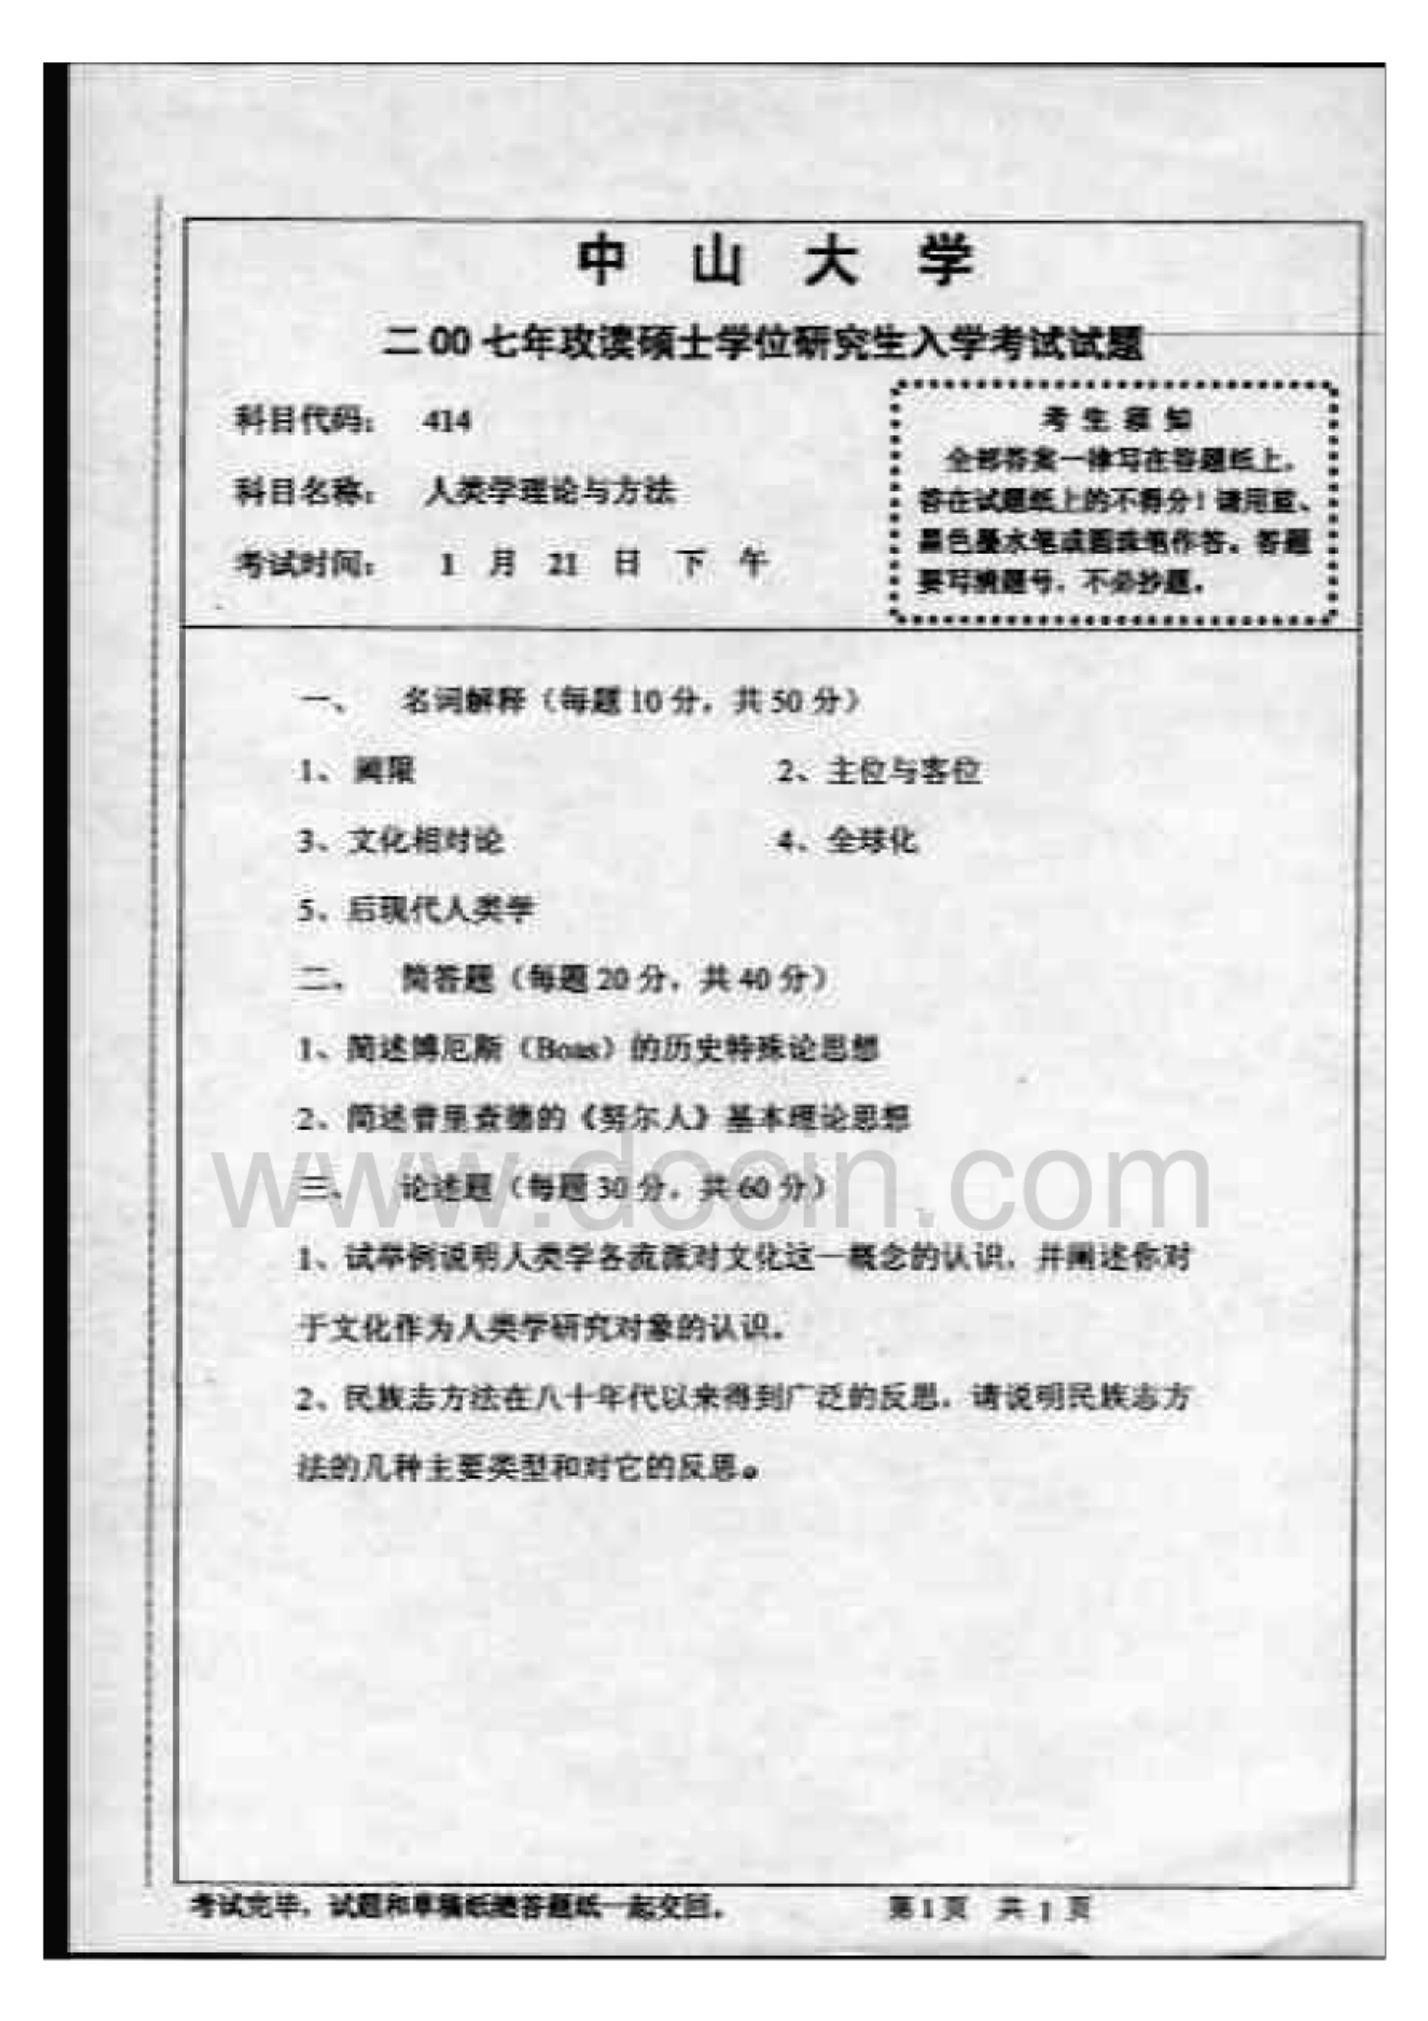 中 山 大 学
二00七年攻读硕士学位研究生入学考试试题
科目代码： 414
科目名称： 人类学理论与方法
考试时间： 1 月 21 日 下 午
考 生 须 知
全部答案一律写在答题纸上，
答在试题纸上的不得分！请用蓝、
黑色墨水笔或圆珠笔作答。答题
要写清题号，不必抄题。
一、 名词解释（每题10分，共50分）
1、阈限 2、主位与客位
3、文化相对论 4、全球化
5、后现代人类学
二、 简答题（每题20分，共40分）
1、简述博厄斯（Boas）的历史特殊论思想
2、简述普里查德的《努尔人》基本理论思想
www.docin.com
三、 论述题（每题30分，共60分）
1、试举例说明人类学各流派对文化这一概念的认识，并阐述你对
于文化作为人类学研究对象的认识。
2、民族志方法在八十年代以来得到广泛的反思，请说明民族志方
法的几种主要类型和对它的反思。
考试完毕，试题和草稿纸随答题纸一起交回。 第1页 共 1 页